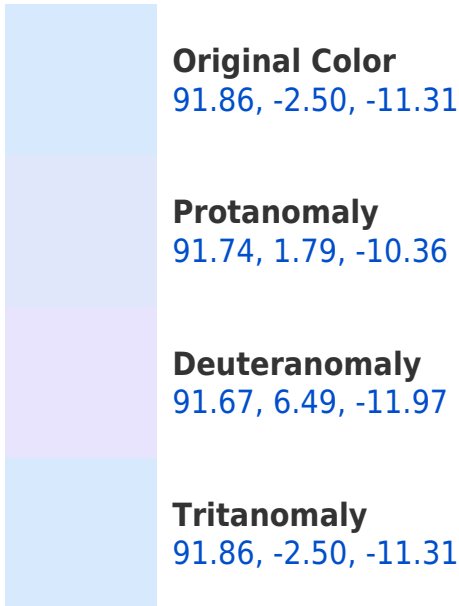 Original Color
91.86, -2.50, -11.31
Protanomaly
91.74, 1.79, -10.36
Deuteranomaly
91.67, 6.49, -11.97
Tritanomaly
91.86, -2.50, -11.31